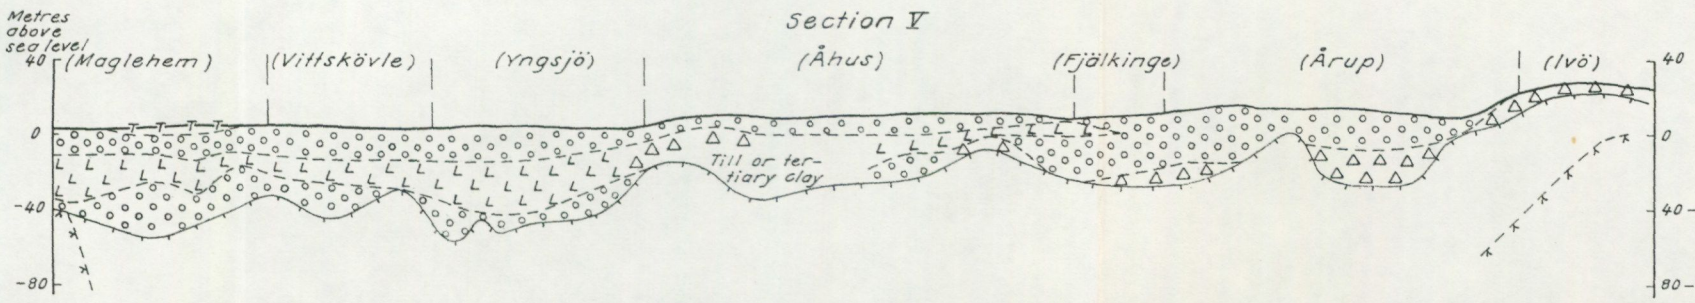 Section V
Metres
above
sea level
40 (Maglehem) (Vittskövle) (Yngsjö) (Åhus) (Fjälkinge) (Årup) (Ivö) 40
0 0
Till or ter-
tiary clay
-40 40-
-80 80-